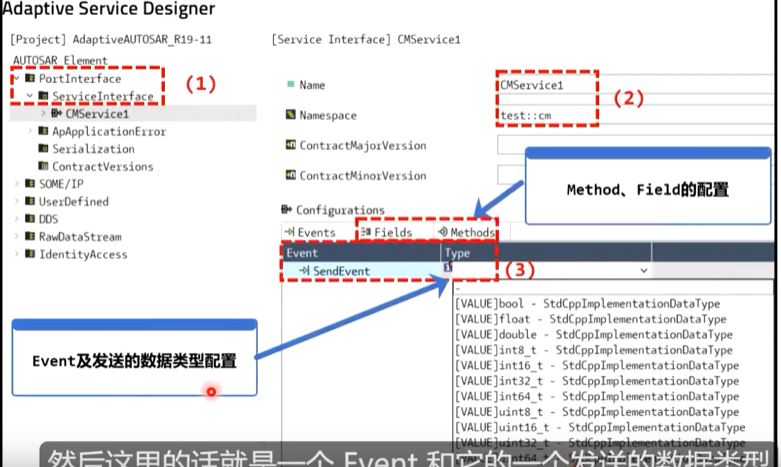 Adaptive Service Designer
[Project] AdaptiveAUTOSAR_R19-11
AUTOSAR Element
PortInterface
ServiceInterface
CMService1
ApApplicationError
Serialization
ContractVersions
SOME/IP
UserDefined
DDS
RawDataStream
IdentityAccess
(1)
[Service Interface] CMService1
Name
CMService1
(2)
Namespace
test::cm
ContractMajorVersion
ContractMinorVersion
Method、Field的配置
Configurations
Events
Fields
Methods
Event
Type
SendEvent
(3)
-
[VALUE]bool - StdCppImplementationDataType
[VALUE]float - StdCppImplementationDataType
[VALUE]double - StdCppImplementationDataType
[VALUE]int8_t - StdCppImplementationDataType
[VALUE]int16_t - StdCppImplementationDataType
[VALUE]int32_t - StdCppImplementationDataType
[VALUE]int64_t - StdCppImplementationDataType
[VALUE]uint8_t - StdCppImplementationDataType
[VALUE]uint16_t - StdCppImplementationDataType
[VALUE]uint32_t - StdCppImplementationDataType
Event及发送的数据类型配置
然后这里的话就是一个 Event 和它的一个发送的数据类型